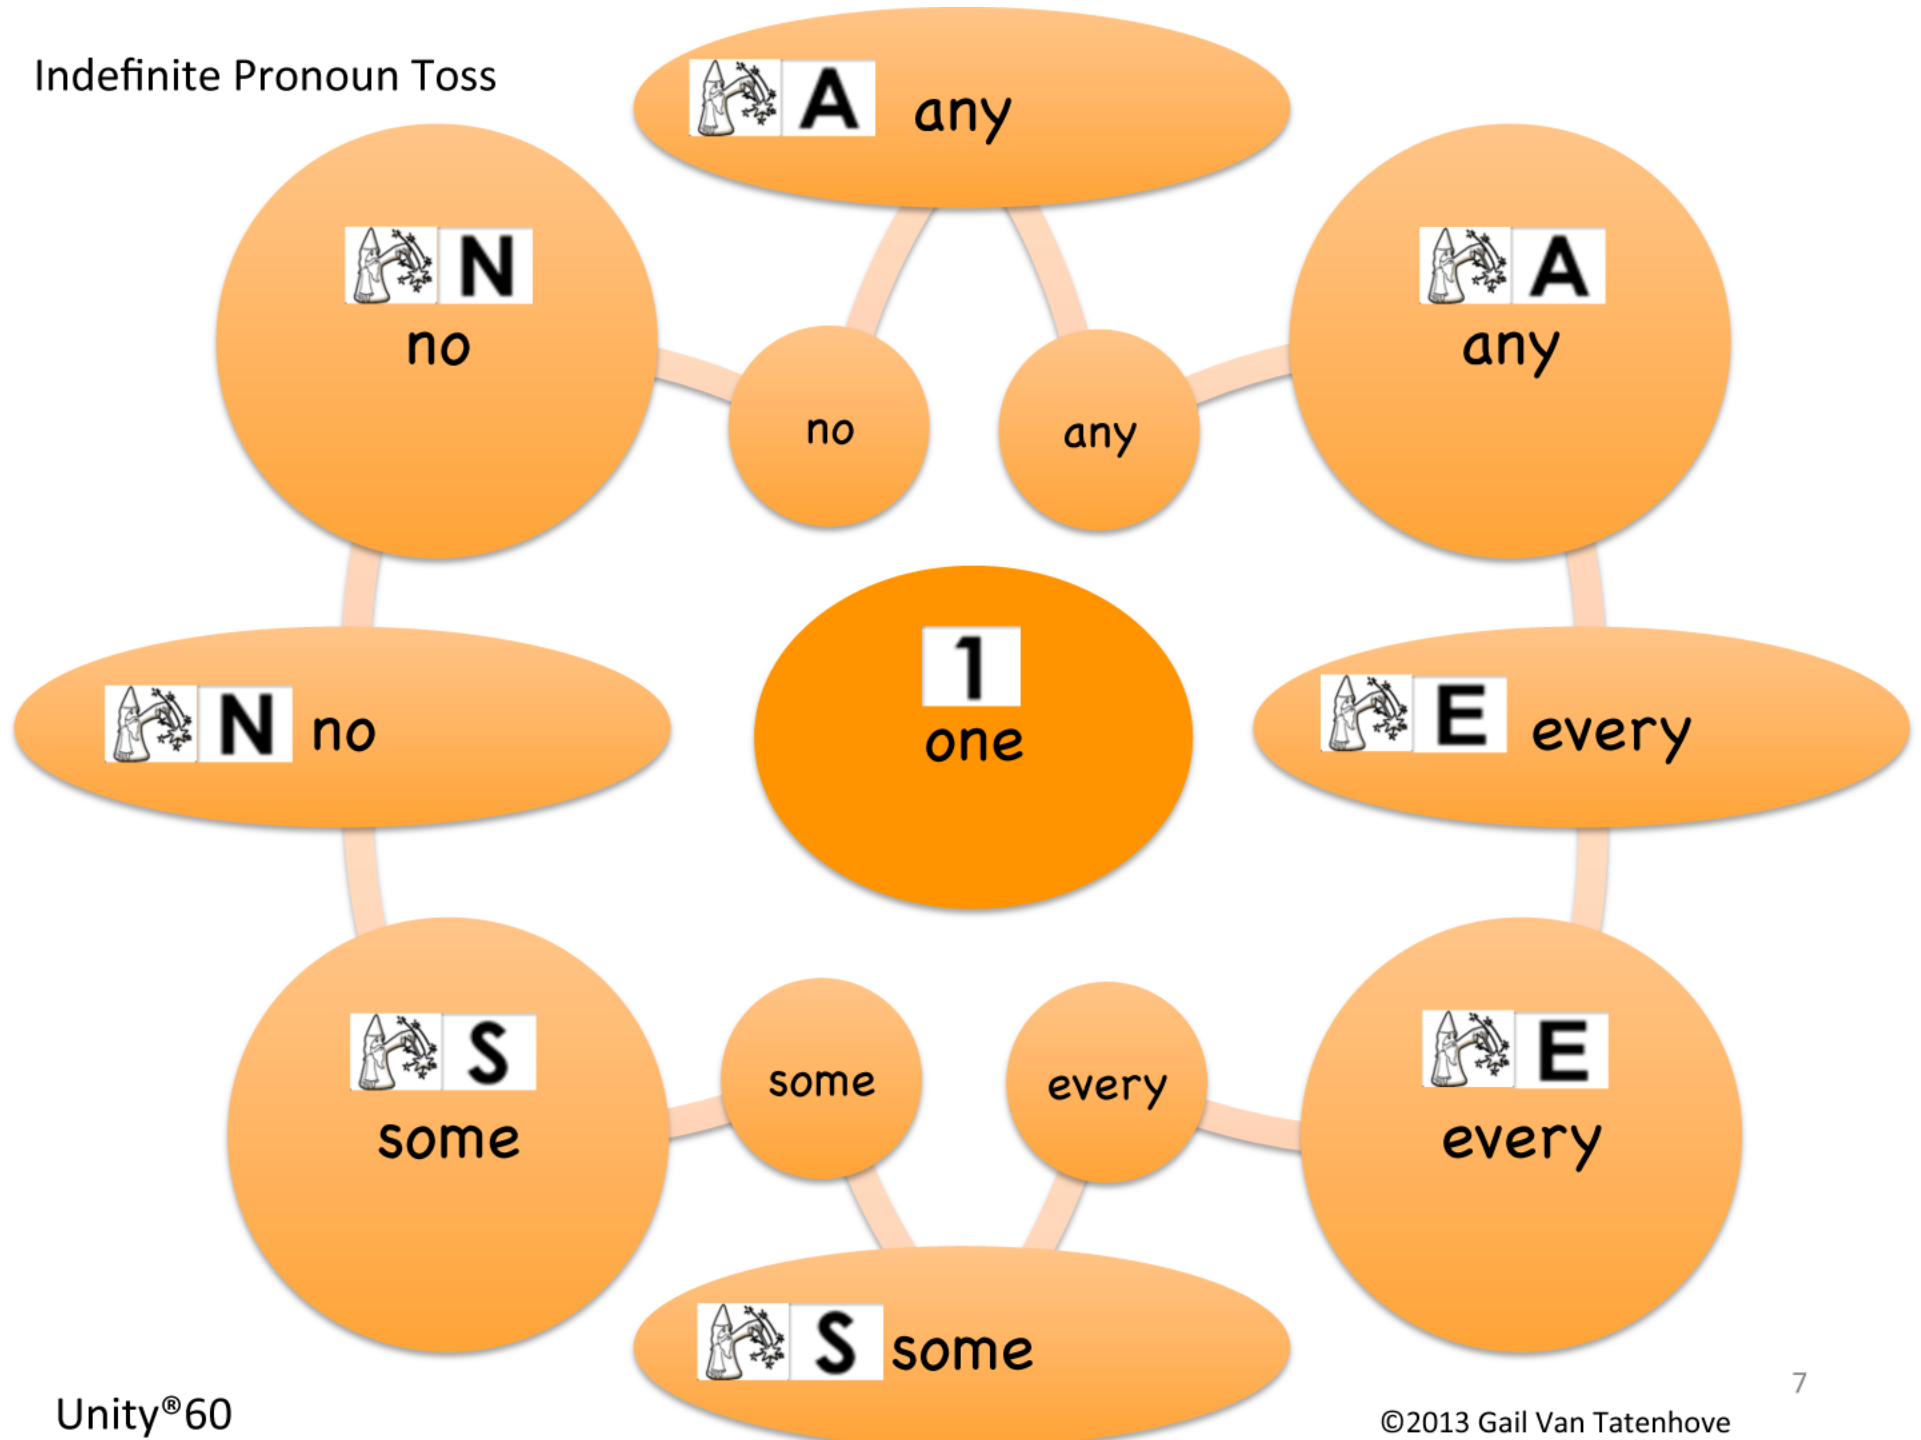 Indefinite Pronoun Toss
A any
N
no
A
any
no
any
1
one
N no
E every
S
some
some
every
E
every
S some
7
Unity®60
©2013 Gail Van Tatenhove